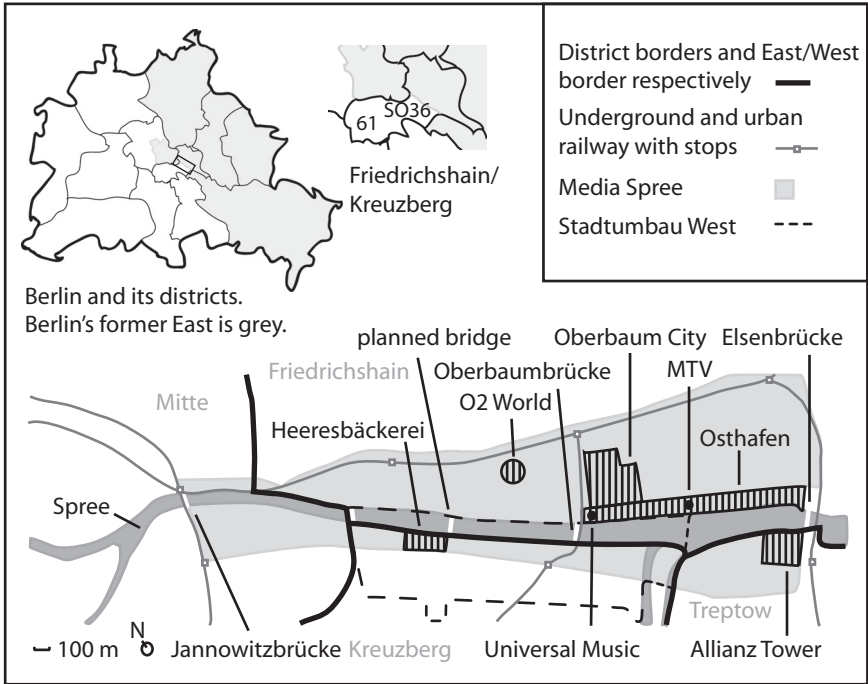 61
SO36
Friedrichshain/
Kreuzberg
District borders and East/West
border respectively
Underground and urban
railway with stops
Media Spree
Stadtumbau West
Berlin and its districts.
Berlin's former East is grey.
planned bridge
Oberbaum City
Elsenbrücke
Mitte
Friedrichshain
Oberbaumbrücke
MTV
O2 World
Heeresbäckerei
Osthafen
Spree
Treptow
100 m
N
Jannowitzbrücke
Kreuzberg
Universal Music
Allianz Tower